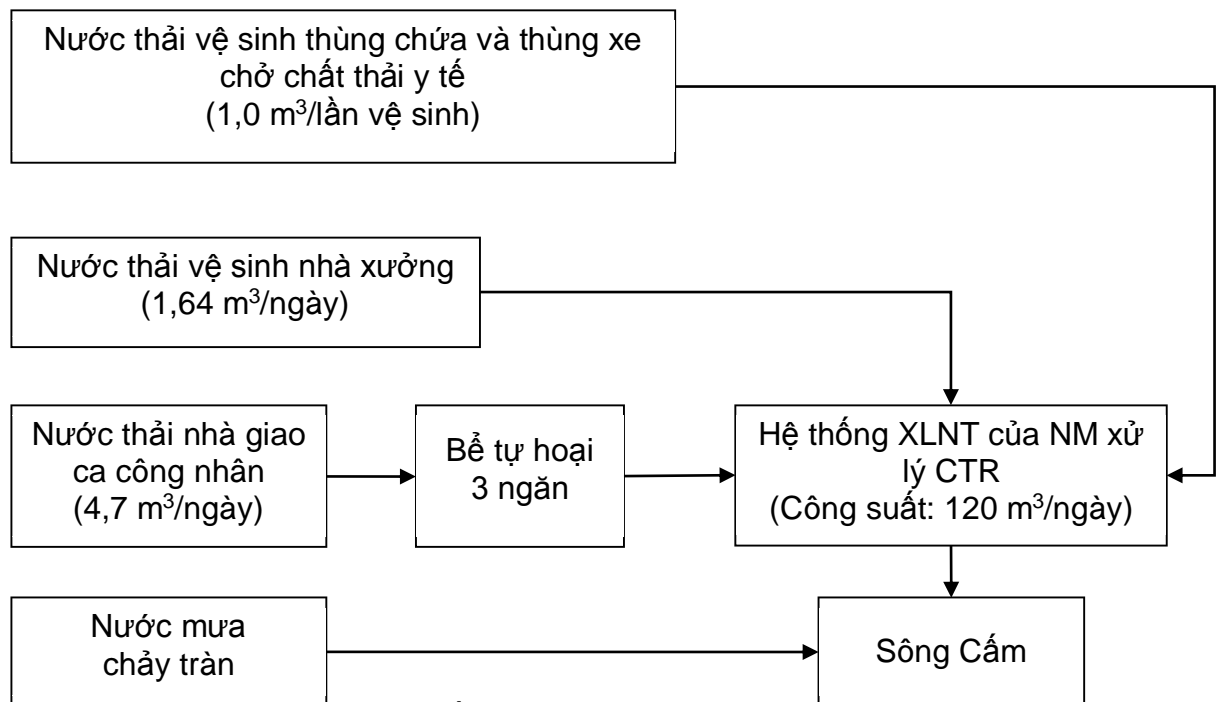 Nước thải vệ sinh thùng chứa và thùng xe
chở chất thải y tế
(1,0 m³/lần vệ sinh)
Nước thải vệ sinh nhà xưởng
(1,64 m³/ngày)
Nước thải nhà giao
ca công nhân
(4,7 m³/ngày)
Bể tự hoại
3 ngăn
Hệ thống XLNT của NM xử
lý CTR
(Công suất: 120 m³/ngày)
Nước mưa
chảy tràn
Sông Cấm